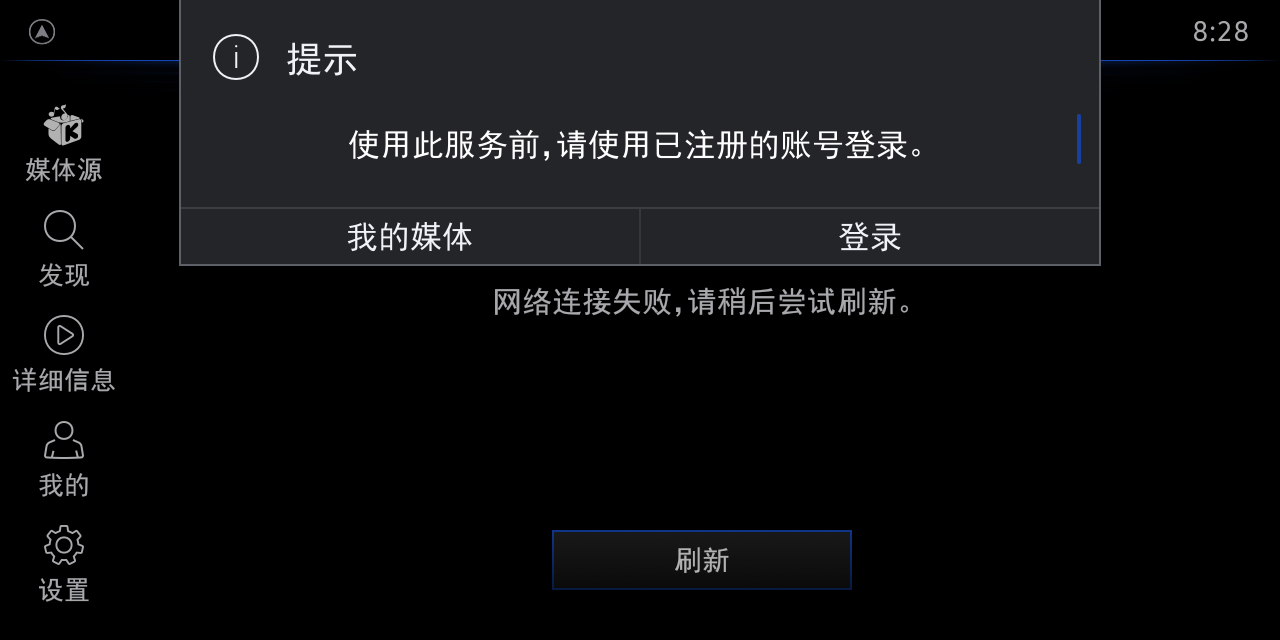 8:28
提示
使用此服务前,请使用已注册的账号登录。
我的媒体
登录
网络连接失败,请稍后尝试刷新。
刷新
媒体源
发现
详细信息
我的
设置